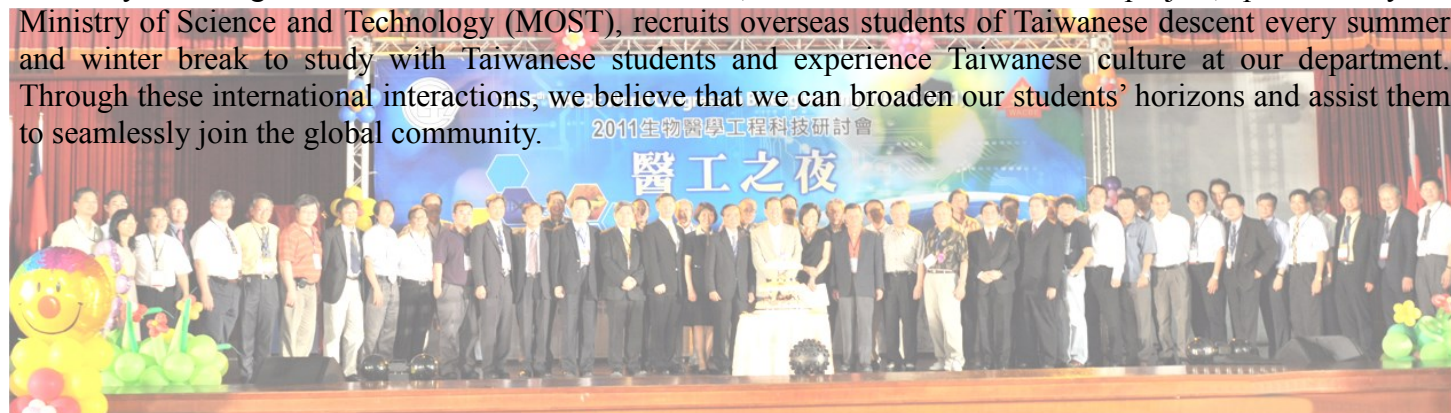 Ministry of Science and Technology (MOST), recruits overseas students of Taiwanese descent every summer
and winter break to study with Taiwanese students and experience Taiwanese culture at our department.
Through these international interactions, we believe that we can broaden our students’ horizons and assist them
to seamlessly join the global community.
2011生物醫學工程科技研討會
醫工之夜